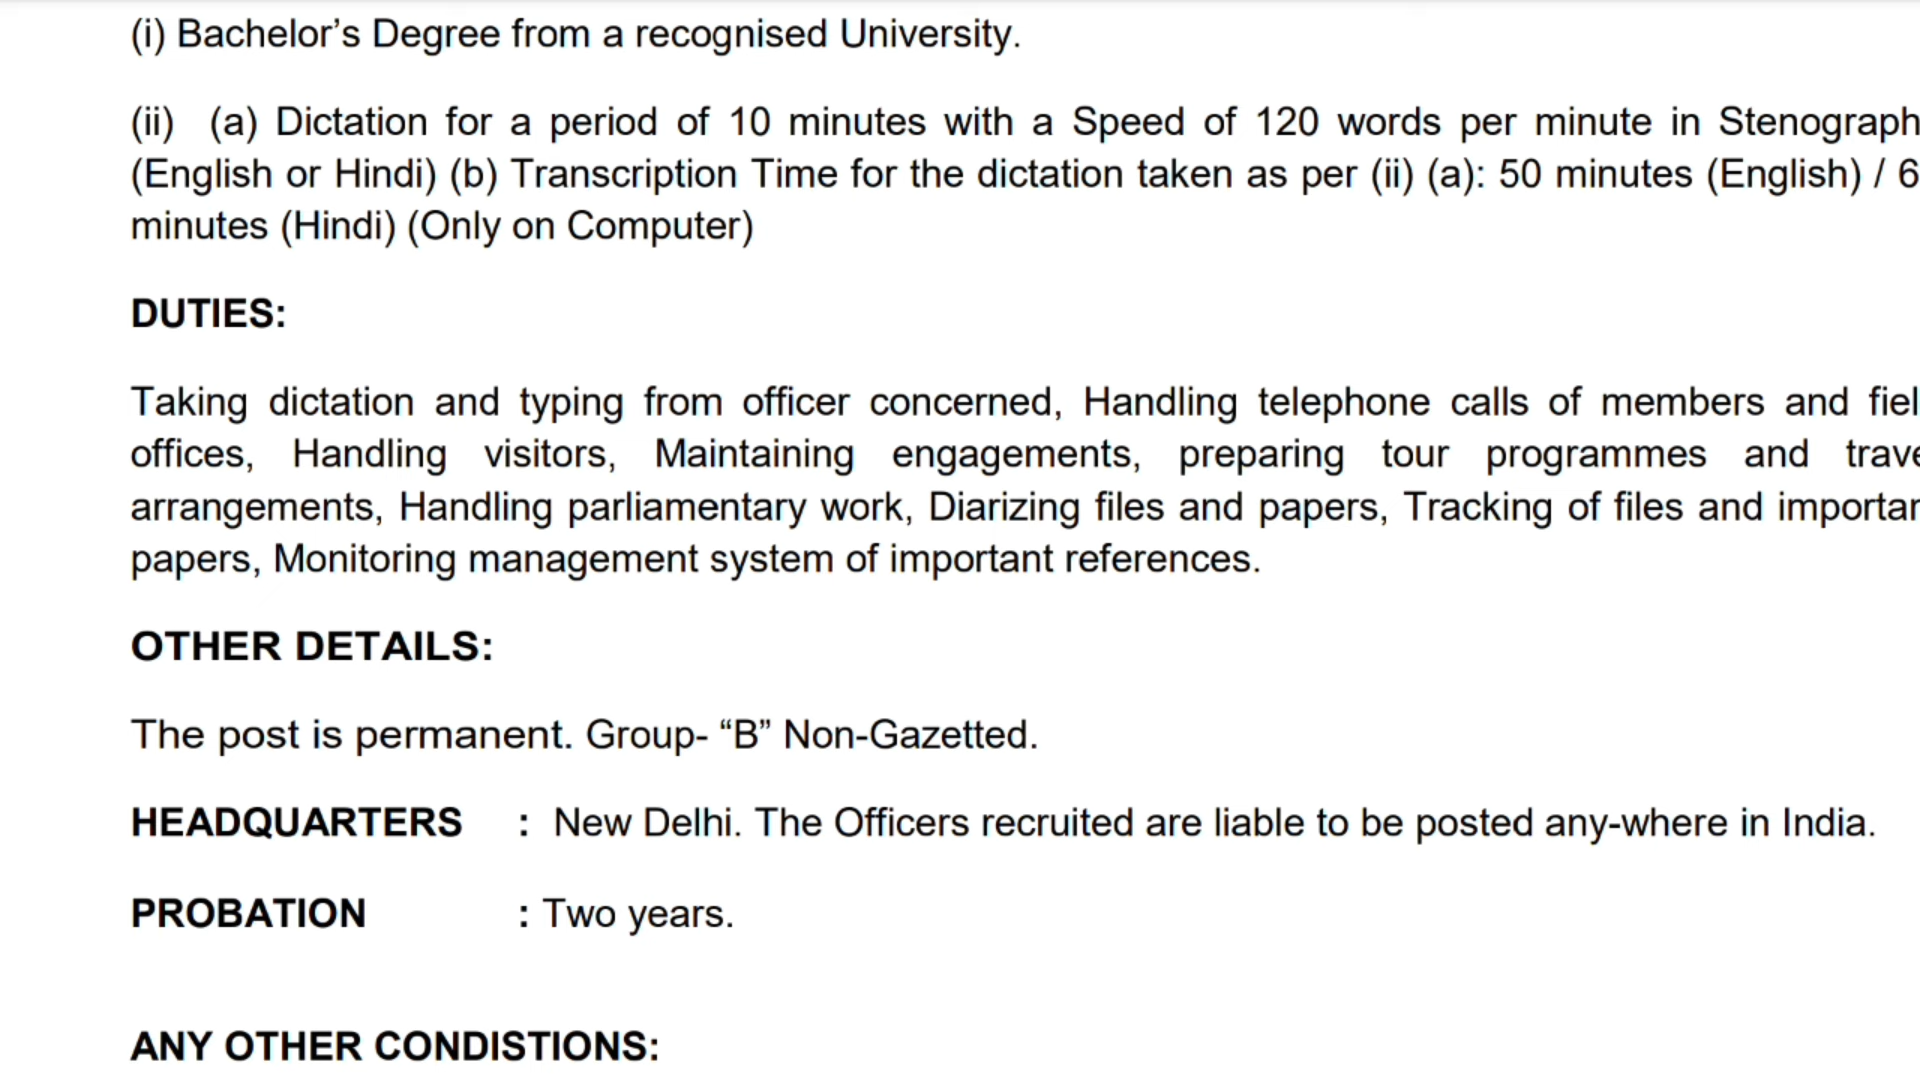 (i) Bachelor’s Degree from a recognised University.
(ii) (a) Dictation for a period of 10 minutes with a Speed of 120 words per minute in Stenograph
(English or Hindi) (b) Transcription Time for the dictation taken as per (ii) (a): 50 minutes (English) / 6
minutes (Hindi) (Only on Computer)
DUTIES:
Taking dictation and typing from officer concerned, Handling telephone calls of members and fiel
offices, Handling visitors, Maintaining engagements, preparing tour programmes and trave
arrangements, Handling parliamentary work, Diarizing files and papers, Tracking of files and importan
papers, Monitoring management system of important references.
OTHER DETAILS:
The post is permanent. Group- “B” Non-Gazetted.
HEADQUARTERS : New Delhi. The Officers recruited are liable to be posted any-where in India.
PROBATION : Two years.
ANY OTHER CONDISTIONS: